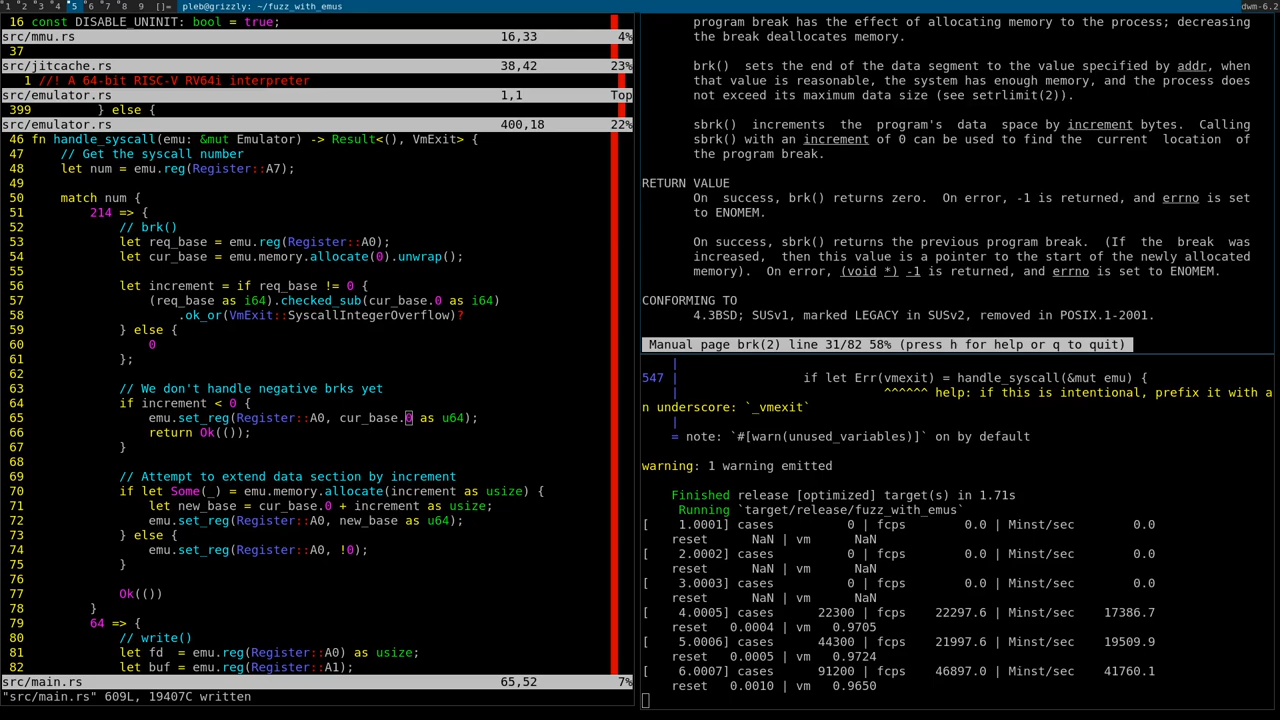 1 2 3 4 5 6 7 8 9 []= pleb@grizzly: ~/fuzz_with_emus dwm-6.2
16 const DISABLE_UNINIT: bool = true;
src/mmu.rs 16,33 4%
37
src/jitcache.rs 38,42 23%
1 //! A 64-bit RISC-V RV64i interpreter
src/emulator.rs 1,1 Top
399 } else {
src/emulator.rs 400,18 22%
46 fn handle_syscall(emu: &mut Emulator) -> Result<(), VmExit> {
47 // Get the syscall number
48 let num = emu.reg(Register::A7);
49
50 match num {
51 214 => {
52 // brk()
53 let req_base = emu.reg(Register::A0);
54 let cur_base = emu.memory.allocate(0).unwrap();
55
56 let increment = if req_base != 0 {
57 (req_base as i64).checked_sub(cur_base.0 as i64)
58 .ok_or(VmExit::SyscallIntegerOverflow)?
59 } else {
60 0
61 };
62
63 // We don't handle negative brks yet
64 if increment < 0 {
65 emu.set_reg(Register::A0, cur_base.0 as u64);
66 return Ok(());
67 }
68
69 // Attempt to extend data section by increment
70 if let Some(_) = emu.memory.allocate(increment as usize) {
71 let new_base = cur_base.0 + increment as usize;
72 emu.set_reg(Register::A0, new_base as u64);
73 } else {
74 emu.set_reg(Register::A0, !0);
75 }
76
77 Ok(())
78 }
79 64 => {
80 // write()
81 let fd  = emu.reg(Register::A0) as usize;
82 let buf = emu.reg(Register::A1);
src/main.rs 65,52 7%
"src/main.rs" 609L, 19407C written
program break has the effect of allocating memory to the process; decreasing
the break deallocates memory.
brk() sets the end of the data segment to the value specified by addr, when
that value is reasonable, the system has enough memory, and the process does
not exceed its maximum data size (see setrlimit(2)).
sbrk() increments the program's data space by increment bytes. Calling
sbrk() with an increment of 0 can be used to find the current location of
the program break.
RETURN VALUE
On success, brk() returns zero. On error, -1 is returned, and errno is set
to ENOMEM.
On success, sbrk() returns the previous program break. (If the break was
increased, then this value is a pointer to the start of the newly allocated
memory). On error, (void *) -1 is returned, and errno is set to ENOMEM.
CONFORMING TO
4.3BSD; SUSv1, marked LEGACY in SUSv2, removed in POSIX.1-2001.
Manual page brk(2) line 31/82 58% (press h for help or q to quit)
|
547 | if let Err(vmexit) = handle_syscall(&mut emu) {
| ^^^^^^ help: if this is intentional, prefix it with a
n underscore: `_vmexit`
|
= note: `#[warn(unused_variables)]` on by default
warning: 1 warning emitted
Finished release [optimized] target(s) in 1.71s
Running `target/release/fuzz_with_emus`
[ 1.0001] cases 0 | fcps 0.0 | Minst/sec 0.0
reset NaN | vm NaN
[ 2.0002] cases 0 | fcps 0.0 | Minst/sec 0.0
reset NaN | vm NaN
[ 3.0003] cases 0 | fcps 0.0 | Minst/sec 0.0
reset NaN | vm NaN
[ 4.0005] cases 22300 | fcps 22297.6 | Minst/sec 17386.7
reset 0.0004 | vm 0.9705
[ 5.0006] cases 44300 | fcps 21997.6 | Minst/sec 19509.9
reset 0.0005 | vm 0.9724
[ 6.0007] cases 91200 | fcps 46897.0 | Minst/sec 41760.1
reset 0.0010 | vm 0.9650